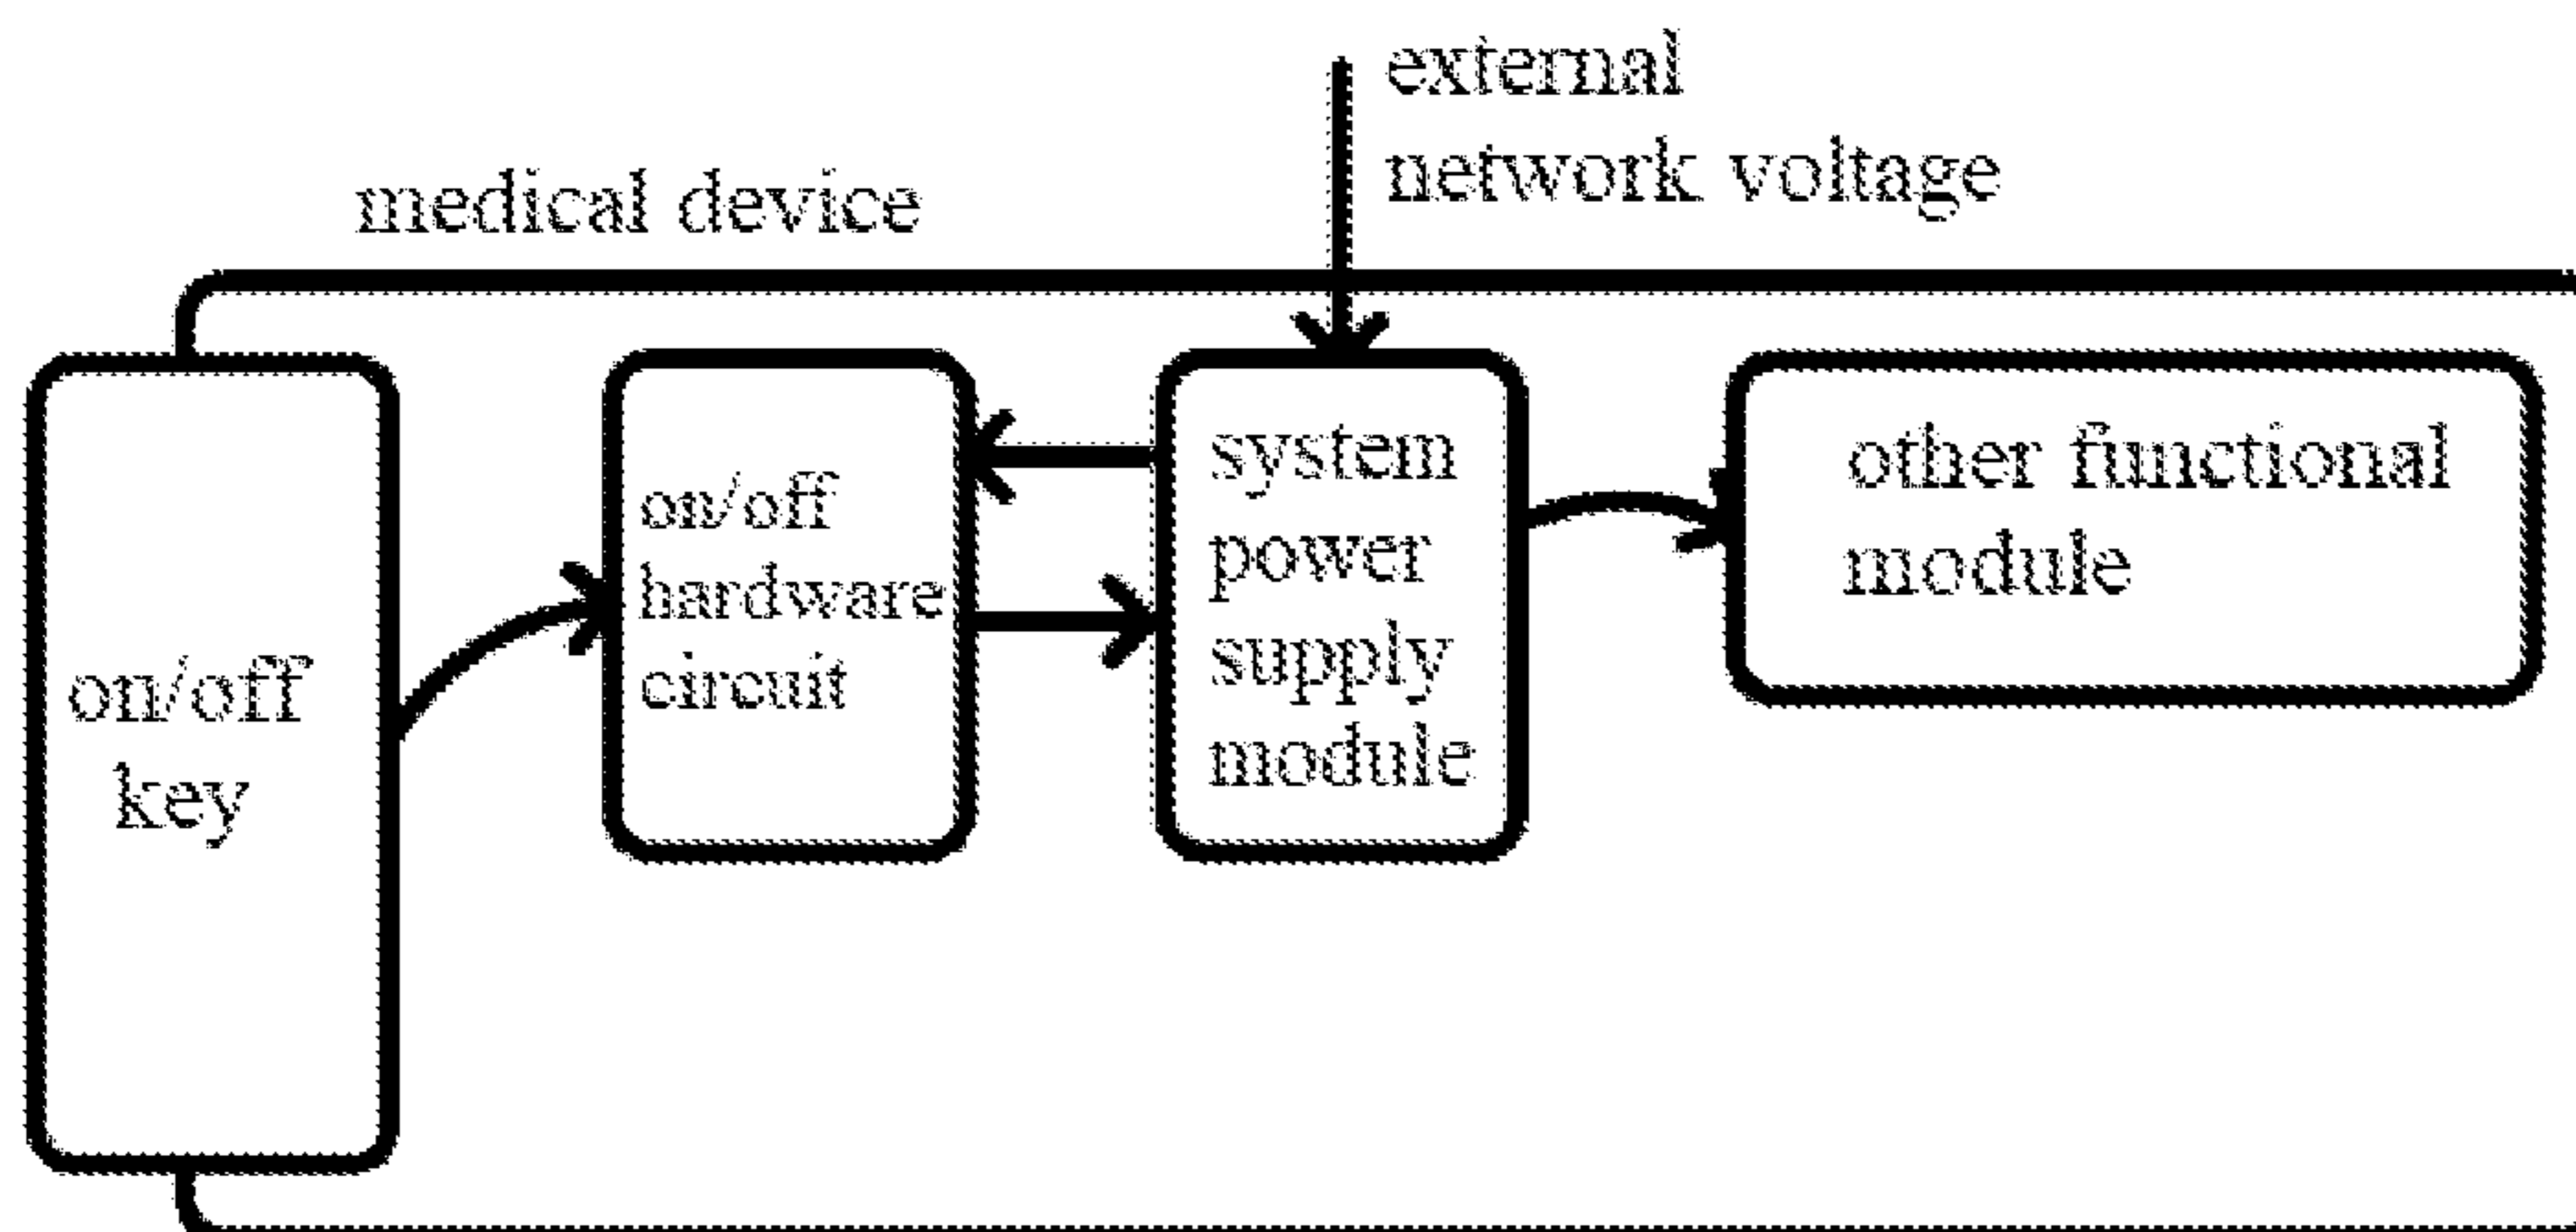 external
network voltage
medical device
on/off
key
on/off
hardware
circuit
system
power
supply
module
other functional
module